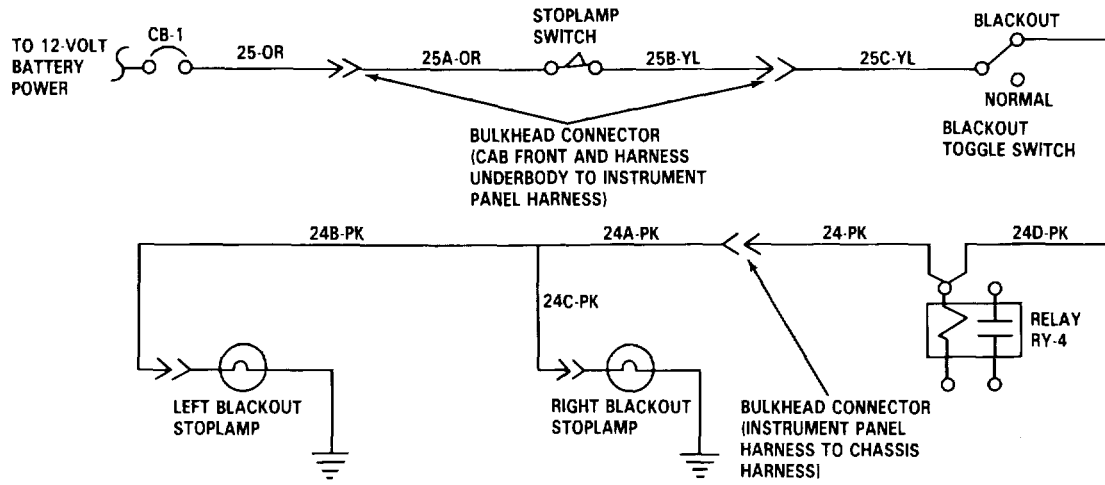 TO 12-VOLT
BATTERY
POWER
CB-1
25-OR
25A-OR
STOPLAMP
SWITCH
25B-YL
25C-YL
BLACKOUT
NORMAL
BLACKOUT
TOGGLE SWITCH
BULKHEAD CONNECTOR
(CAB FRONT AND HARNESS
UNDERBODY TO INSTRUMENT
PANEL HARNESS)
24B-PK
24A-PK
24-PK
24D-PK
24C-PK
RELAY
RY-4
LEFT BLACKOUT
STOPLAMP
RIGHT BLACKOUT
STOPLAMP
BULKHEAD CONNECTOR
(INSTRUMENT PANEL
HARNESS TO CHASSIS
HARNESS)